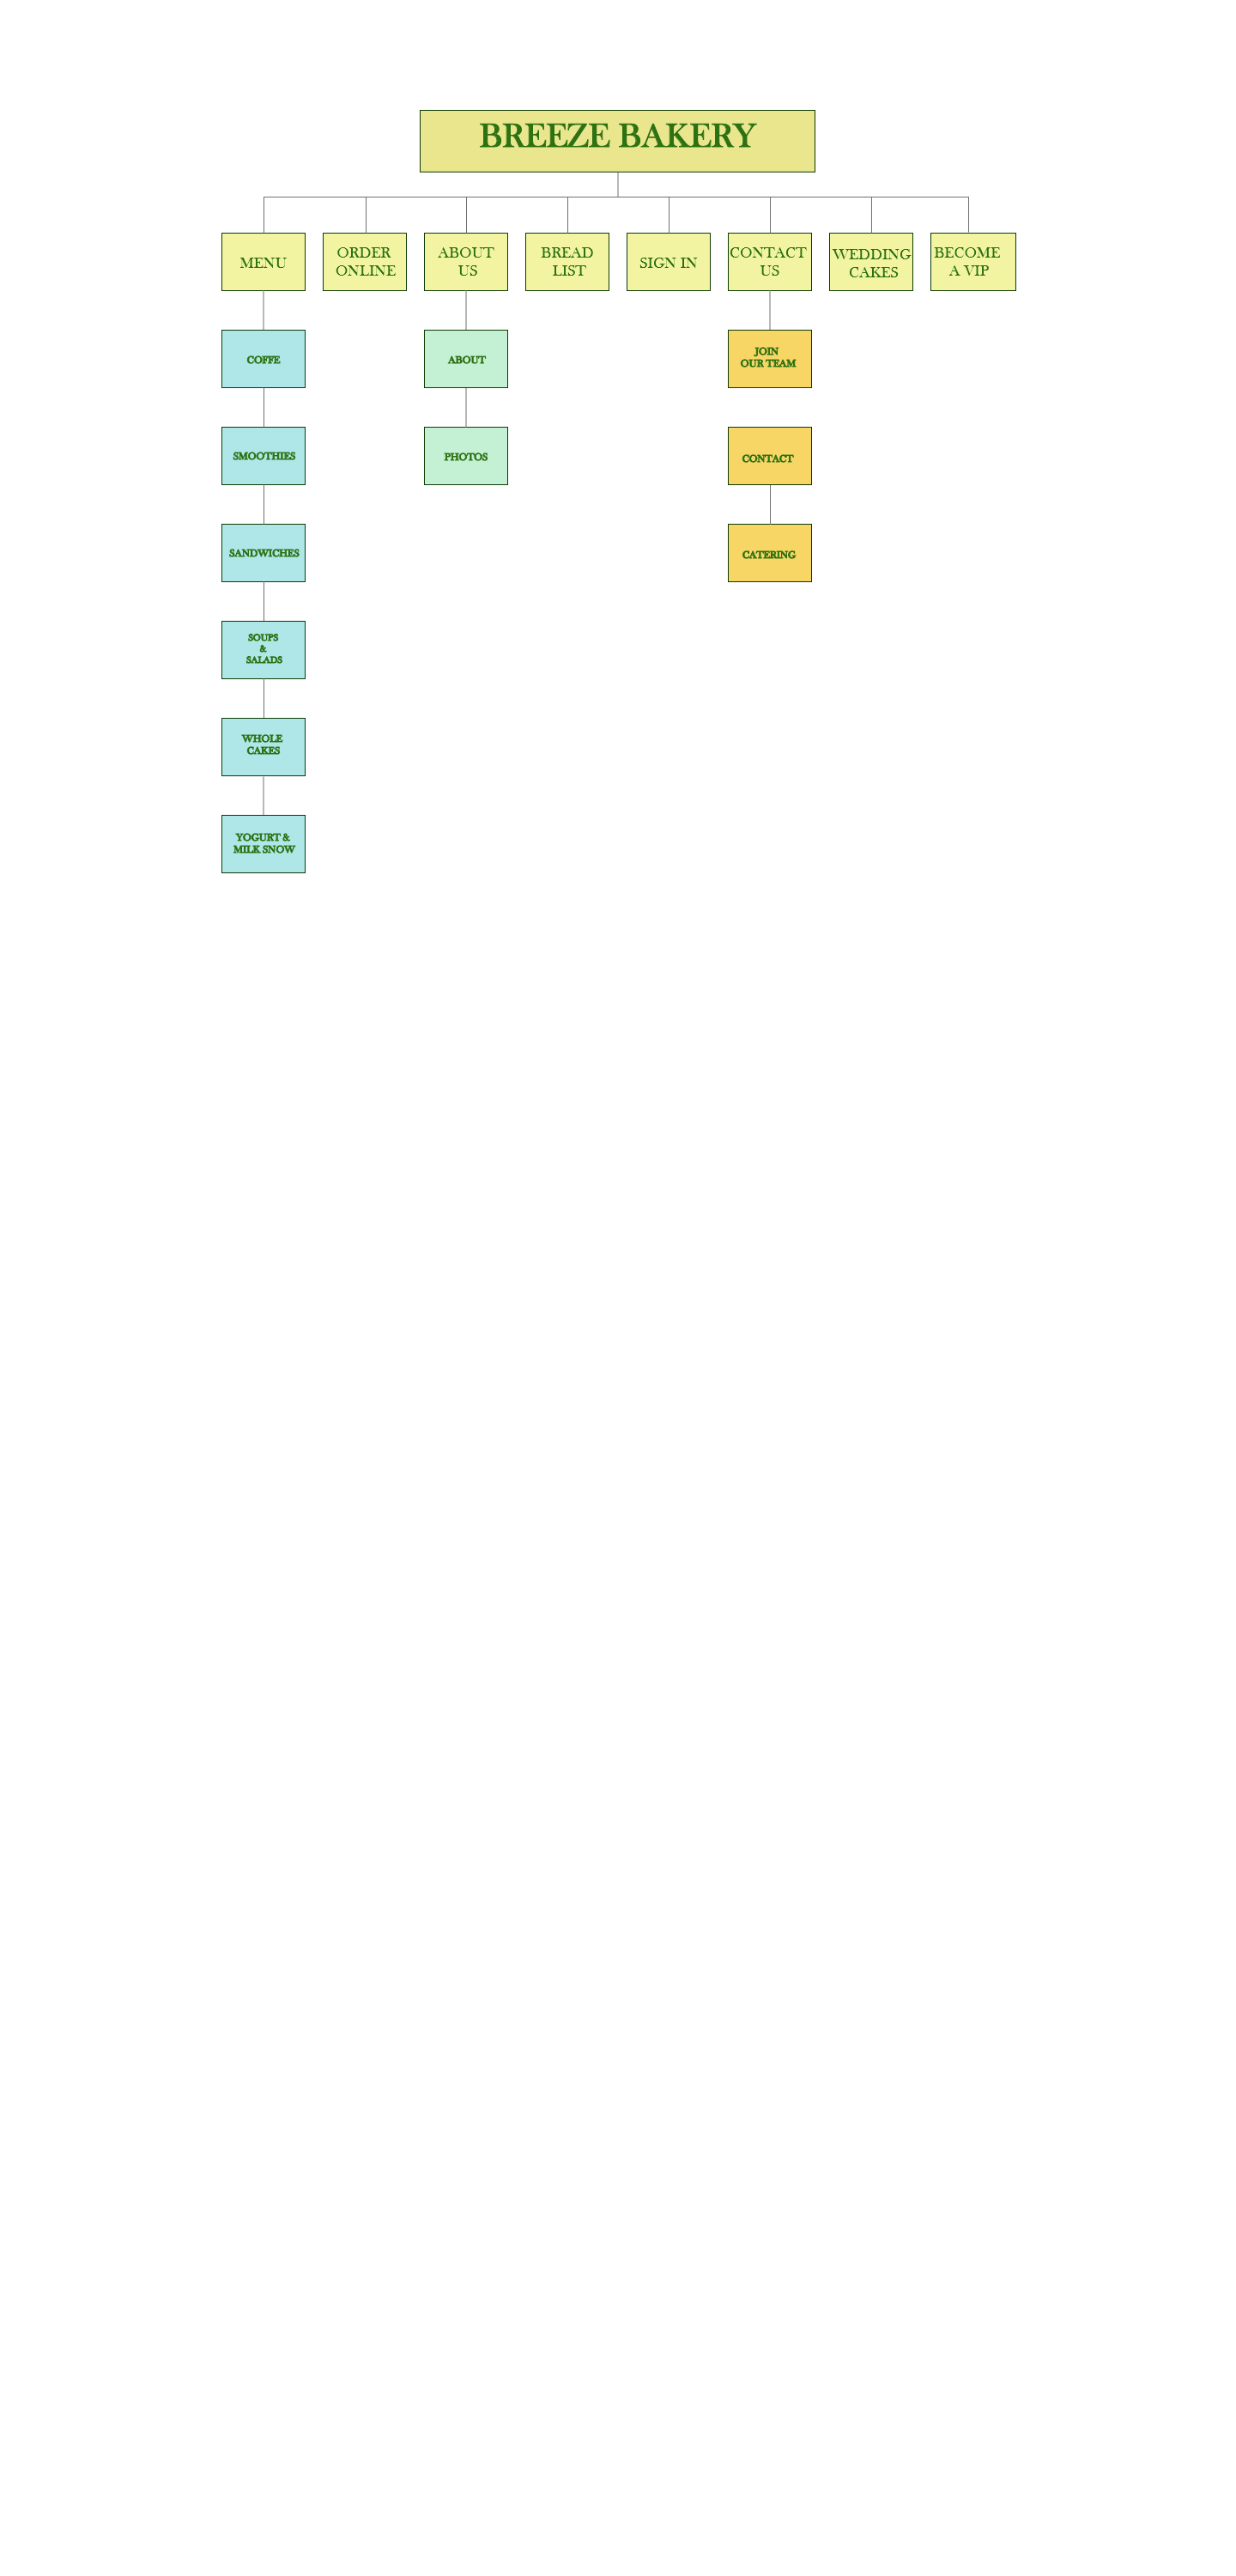 BREEZE BAKERY
MENU
ORDER
ONLINE
ABOUT
US
BREAD
LIST
SIGN IN
CONTACT
US
WEDDING
CAKES
BECOME
A VIP
COFFE
SMOOTHIES
SANDWICHES
SOUPS
&
SALADS
WHOLE
CAKES
YOGURT &
MILK SNOW
ABOUT
PHOTOS
JOIN
OUR TEAM
CONTACT
CATERING